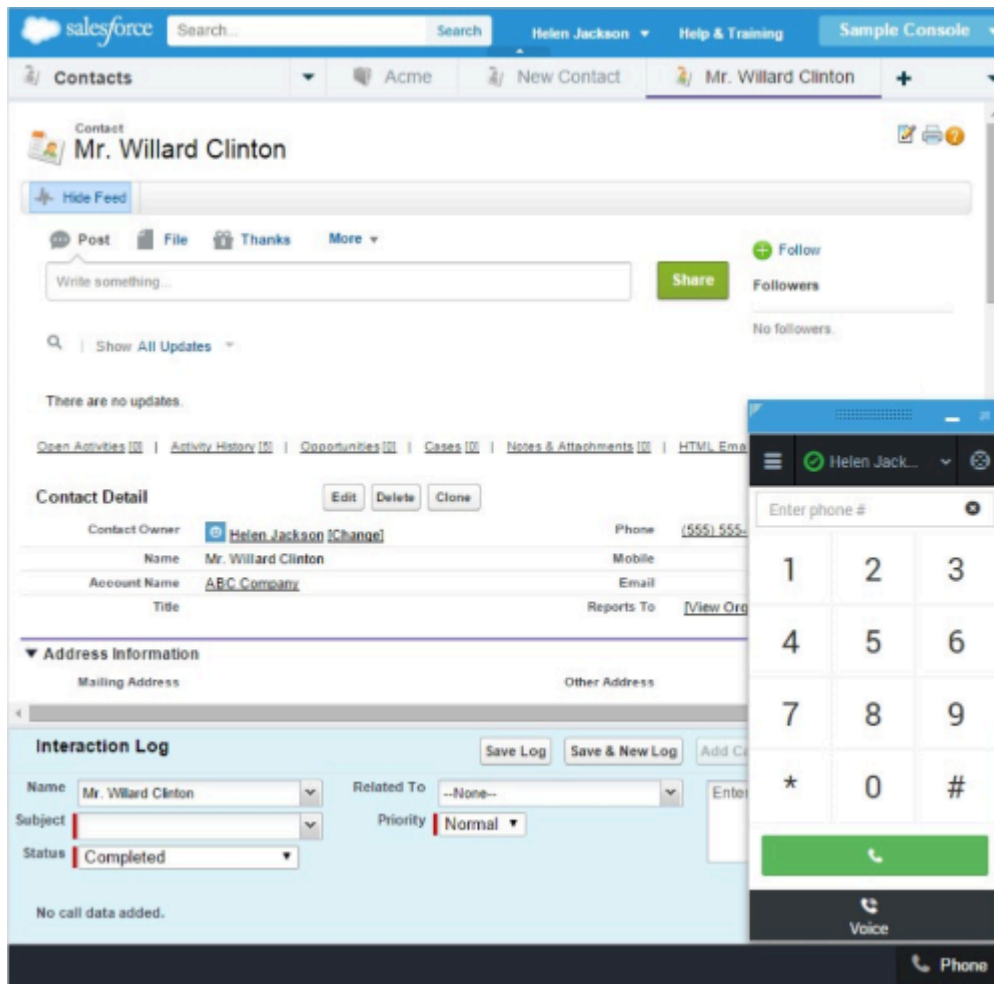 salesforce Search... Search Helen Jackson Help & Training Sample Console
Contacts Acme New Contact Mr. Willard Clinton
Contact
Mr. Willard Clinton
Hide Feed
Post File Thanks More
Write something... Share
Follow
Followers
No followers.
Show All Updates
There are no updates.
Open Activities [0] | Activity History [5] | Opportunities [0] | Cases [0] | Notes & Attachments [0] | HTML Ema
Contact Detail Edit Delete Clone
Contact Owner Helen Jackson [Change] Phone (555) 555-
Name Mr. Willard Clinton Mobile
Account Name ABC Company Email
Title Reports To [View Org
Address Information
Mailing Address Other Address
Interaction Log Save Log Save & New Log Add Ca
Name Mr. Willard Clinton Related To --None-- Enter
Subject Priority Normal
Status Completed
No call data added.
Helen Jack...
Enter phone #
1 2 3
4 5 6
7 8 9
* 0 #
Voice
Phone